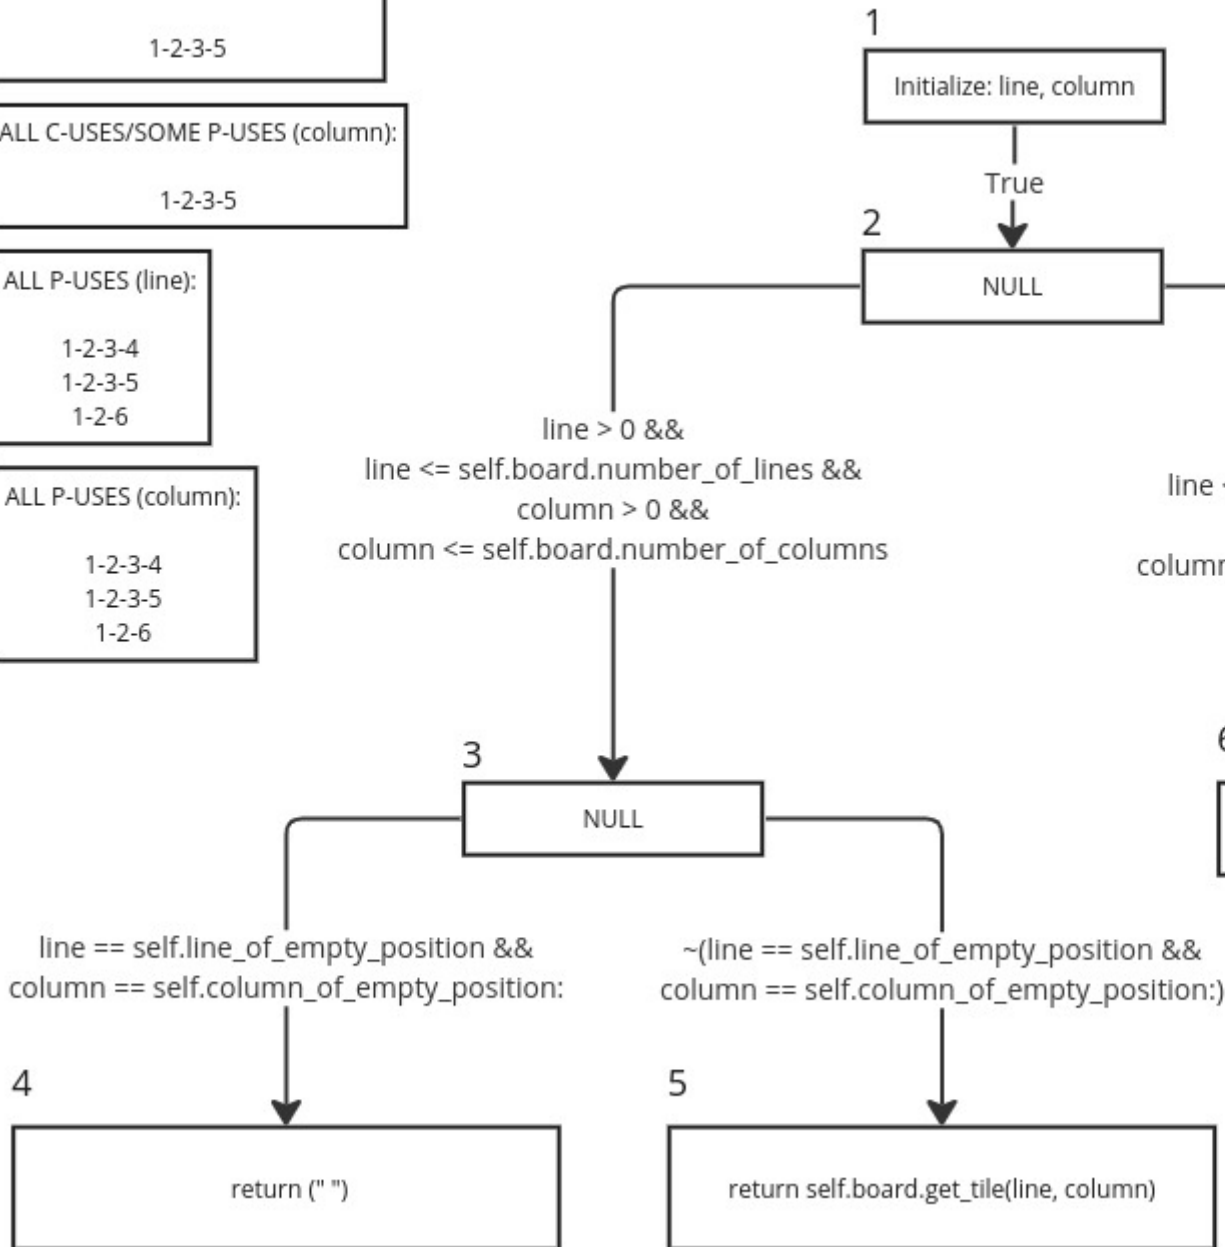 1-2-3-5
ALL C-USES/SOME P-USES (column):
1-2-3-5
ALL P-USES (line):
1-2-3-4
1-2-3-5
1-2-6
ALL P-USES (column):
1-2-3-4
1-2-3-5
1-2-6
1
Initialize: line, column
True
2
NULL
line > 0 &&
line <= self.board.number_of_lines &&
column > 0 &&
column <= self.board.number_of_columns
line
3
NULL
line == self.line_of_empty_position &&
column == self.column_of_empty_position:
~(line == self.line_of_empty_position &&
column == self.column_of_empty_position:)
4
return (" ")
5
return self.board.get_tile(line, column)